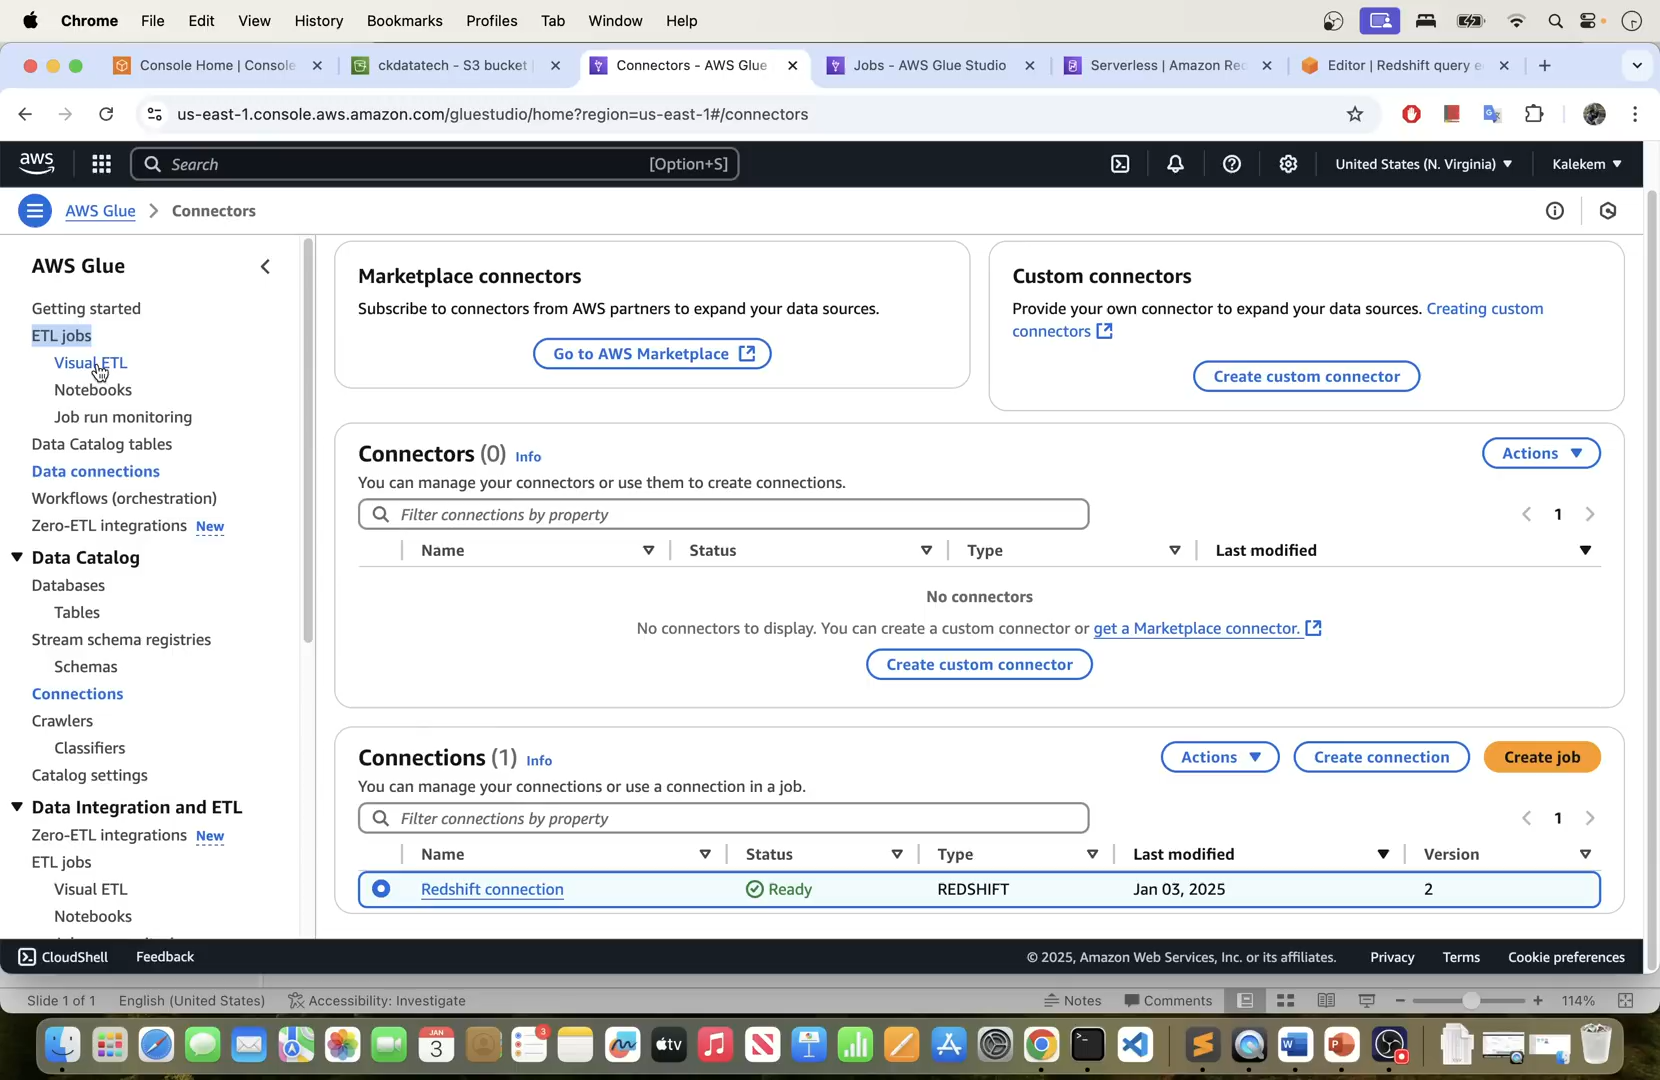 Chrome File Edit View History Bookmarks Profiles Tab Window Help
Console Home | Console
ckdatatech - S3 bucket
Connectors - AWS Glue
Jobs - AWS Glue Studio
Serverless | Amazon Re
Editor | Redshift query e
us-east-1.console.aws.amazon.com/gluestudio/home?region=us-east-1#/connectors
aws Search [Option+S] United States (N. Virginia) Kalekem
AWS Glue Connectors
AWS Glue
Getting started
ETL jobs
Visual ETL
Notebooks
Job run monitoring
Data Catalog tables
Data connections
Workflows (orchestration)
Zero-ETL integrations New
Data Catalog
Databases
Tables
Stream schema registries
Schemas
Connections
Crawlers
Classifiers
Catalog settings
Data Integration and ETL
Zero-ETL integrations New
ETL jobs
Visual ETL
Notebooks
Marketplace connectors
Subscribe to connectors from AWS partners to expand your data sources.
Go to AWS Marketplace
Custom connectors
Provide your own connector to expand your data sources. Creating custom
connectors
Create custom connector
Connectors (0) Info
Actions
You can manage your connectors or use them to create connections.
Filter connections by property
1
Name Status Type Last modified
No connectors
No connectors to display. You can create a custom connector or get a Marketplace connector.
Create custom connector
Connections (1) Info
Actions Create connection Create job
You can manage your connections or use a connection in a job.
Filter connections by property
1
Name Status Type Last modified Version
Redshift connection Ready REDSHIFT Jan 03, 2025 2
CloudShell Feedback © 2025, Amazon Web Services, Inc. or its affiliates. Privacy Terms Cookie preferences
Slide 1 of 1 English (United States) Accessibility: Investigate Notes Comments 114%
JAN
3
3
tv
W
P